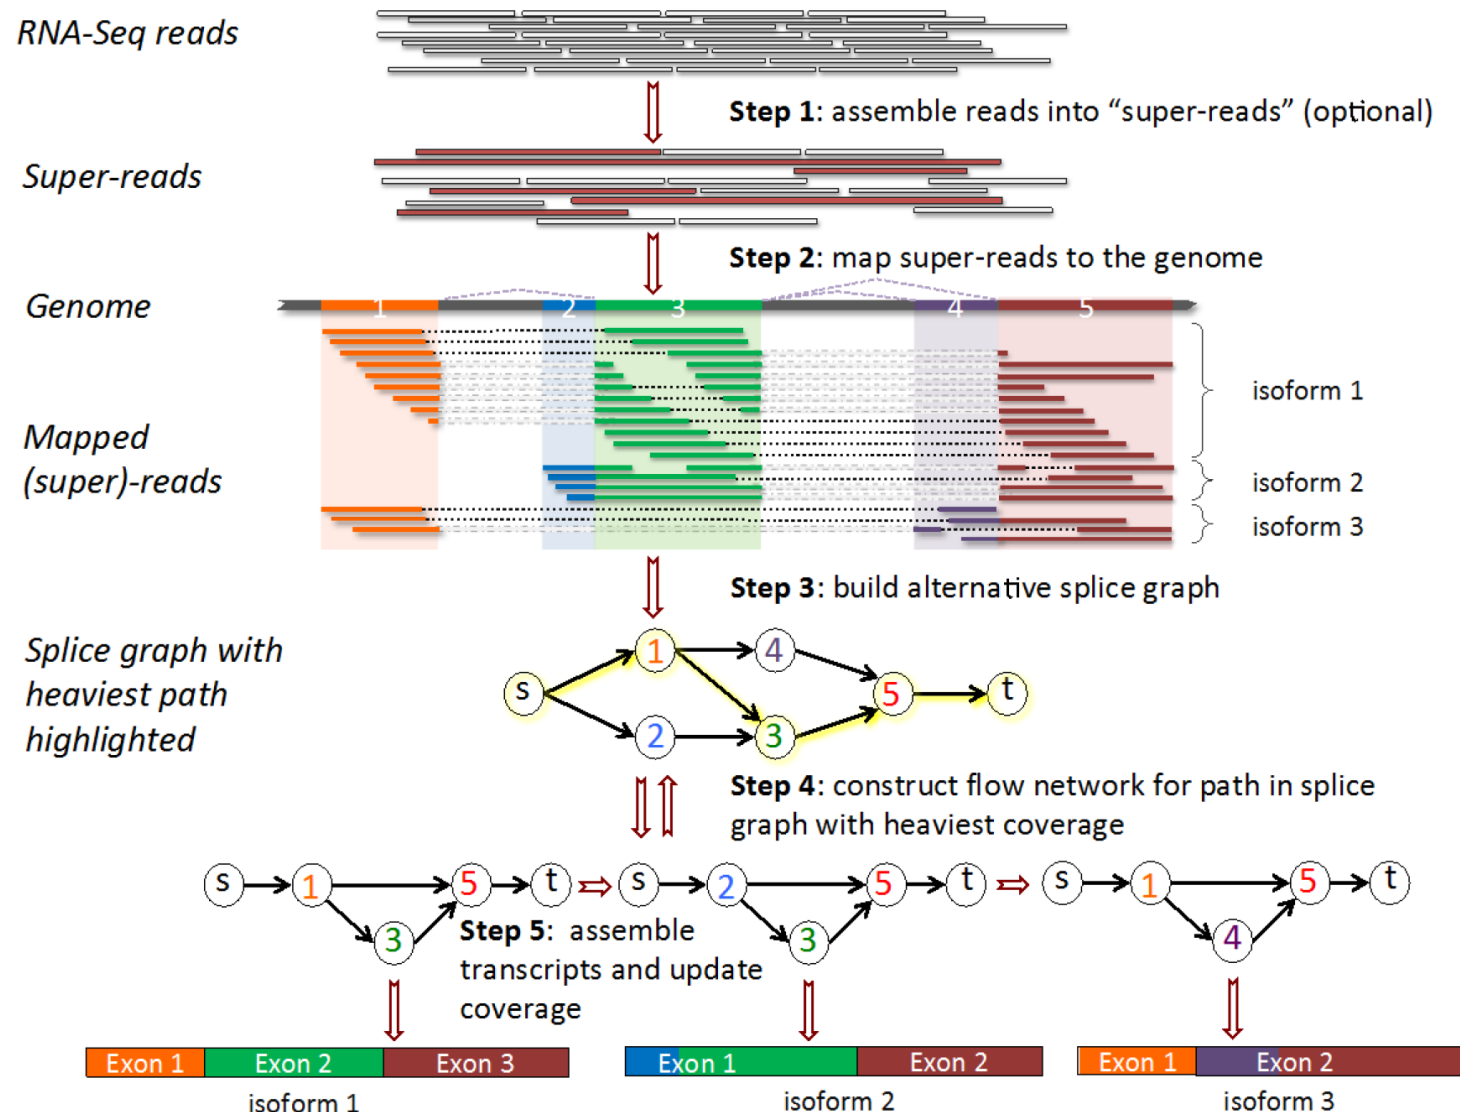 RNA-Seq reads
Step 1: assemble reads into “super-reads” (optional)
Super-reads
Step 2: map super-reads to the genome
Genome
1 2 3 4 5
isoform 1
Mapped
(super)-reads
isoform 2
isoform 3
Step 3: build alternative splice graph
Splice graph with
heaviest path
highlighted
1 4
s 5 t
2 3
Step 4: construct flow network for path in splice
graph with heaviest coverage
s 1 5 t s 2 5 t s 1 5 t
3 3 4
Step 5: assemble
transcripts and update
coverage
Exon 1 Exon 2 Exon 3 Exon 1 Exon 2 Exon 1 Exon 2
isoform 1 isoform 2 isoform 3